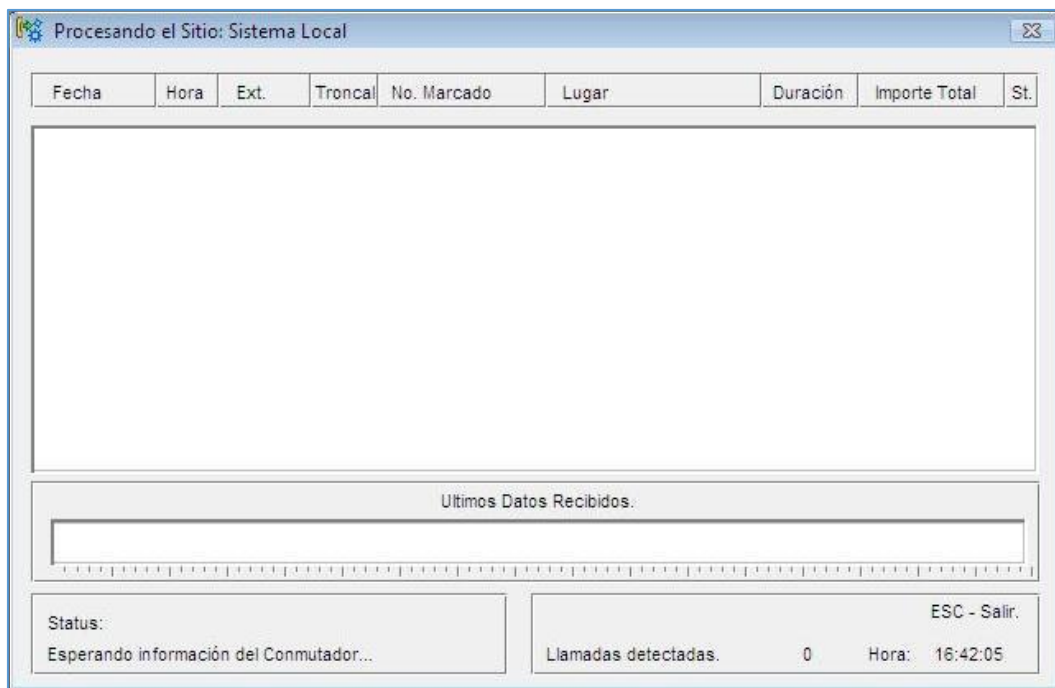 Procesando el Sitio: Sistema Local
Fecha Hora Ext. Troncal No. Marcado Lugar Duración Importe Total St.
Ultimos Datos Recibidos.
Status:
Esperando información del Conmutador...
ESC - Salir.
Llamadas detectadas. 0 Hora: 16:42:05